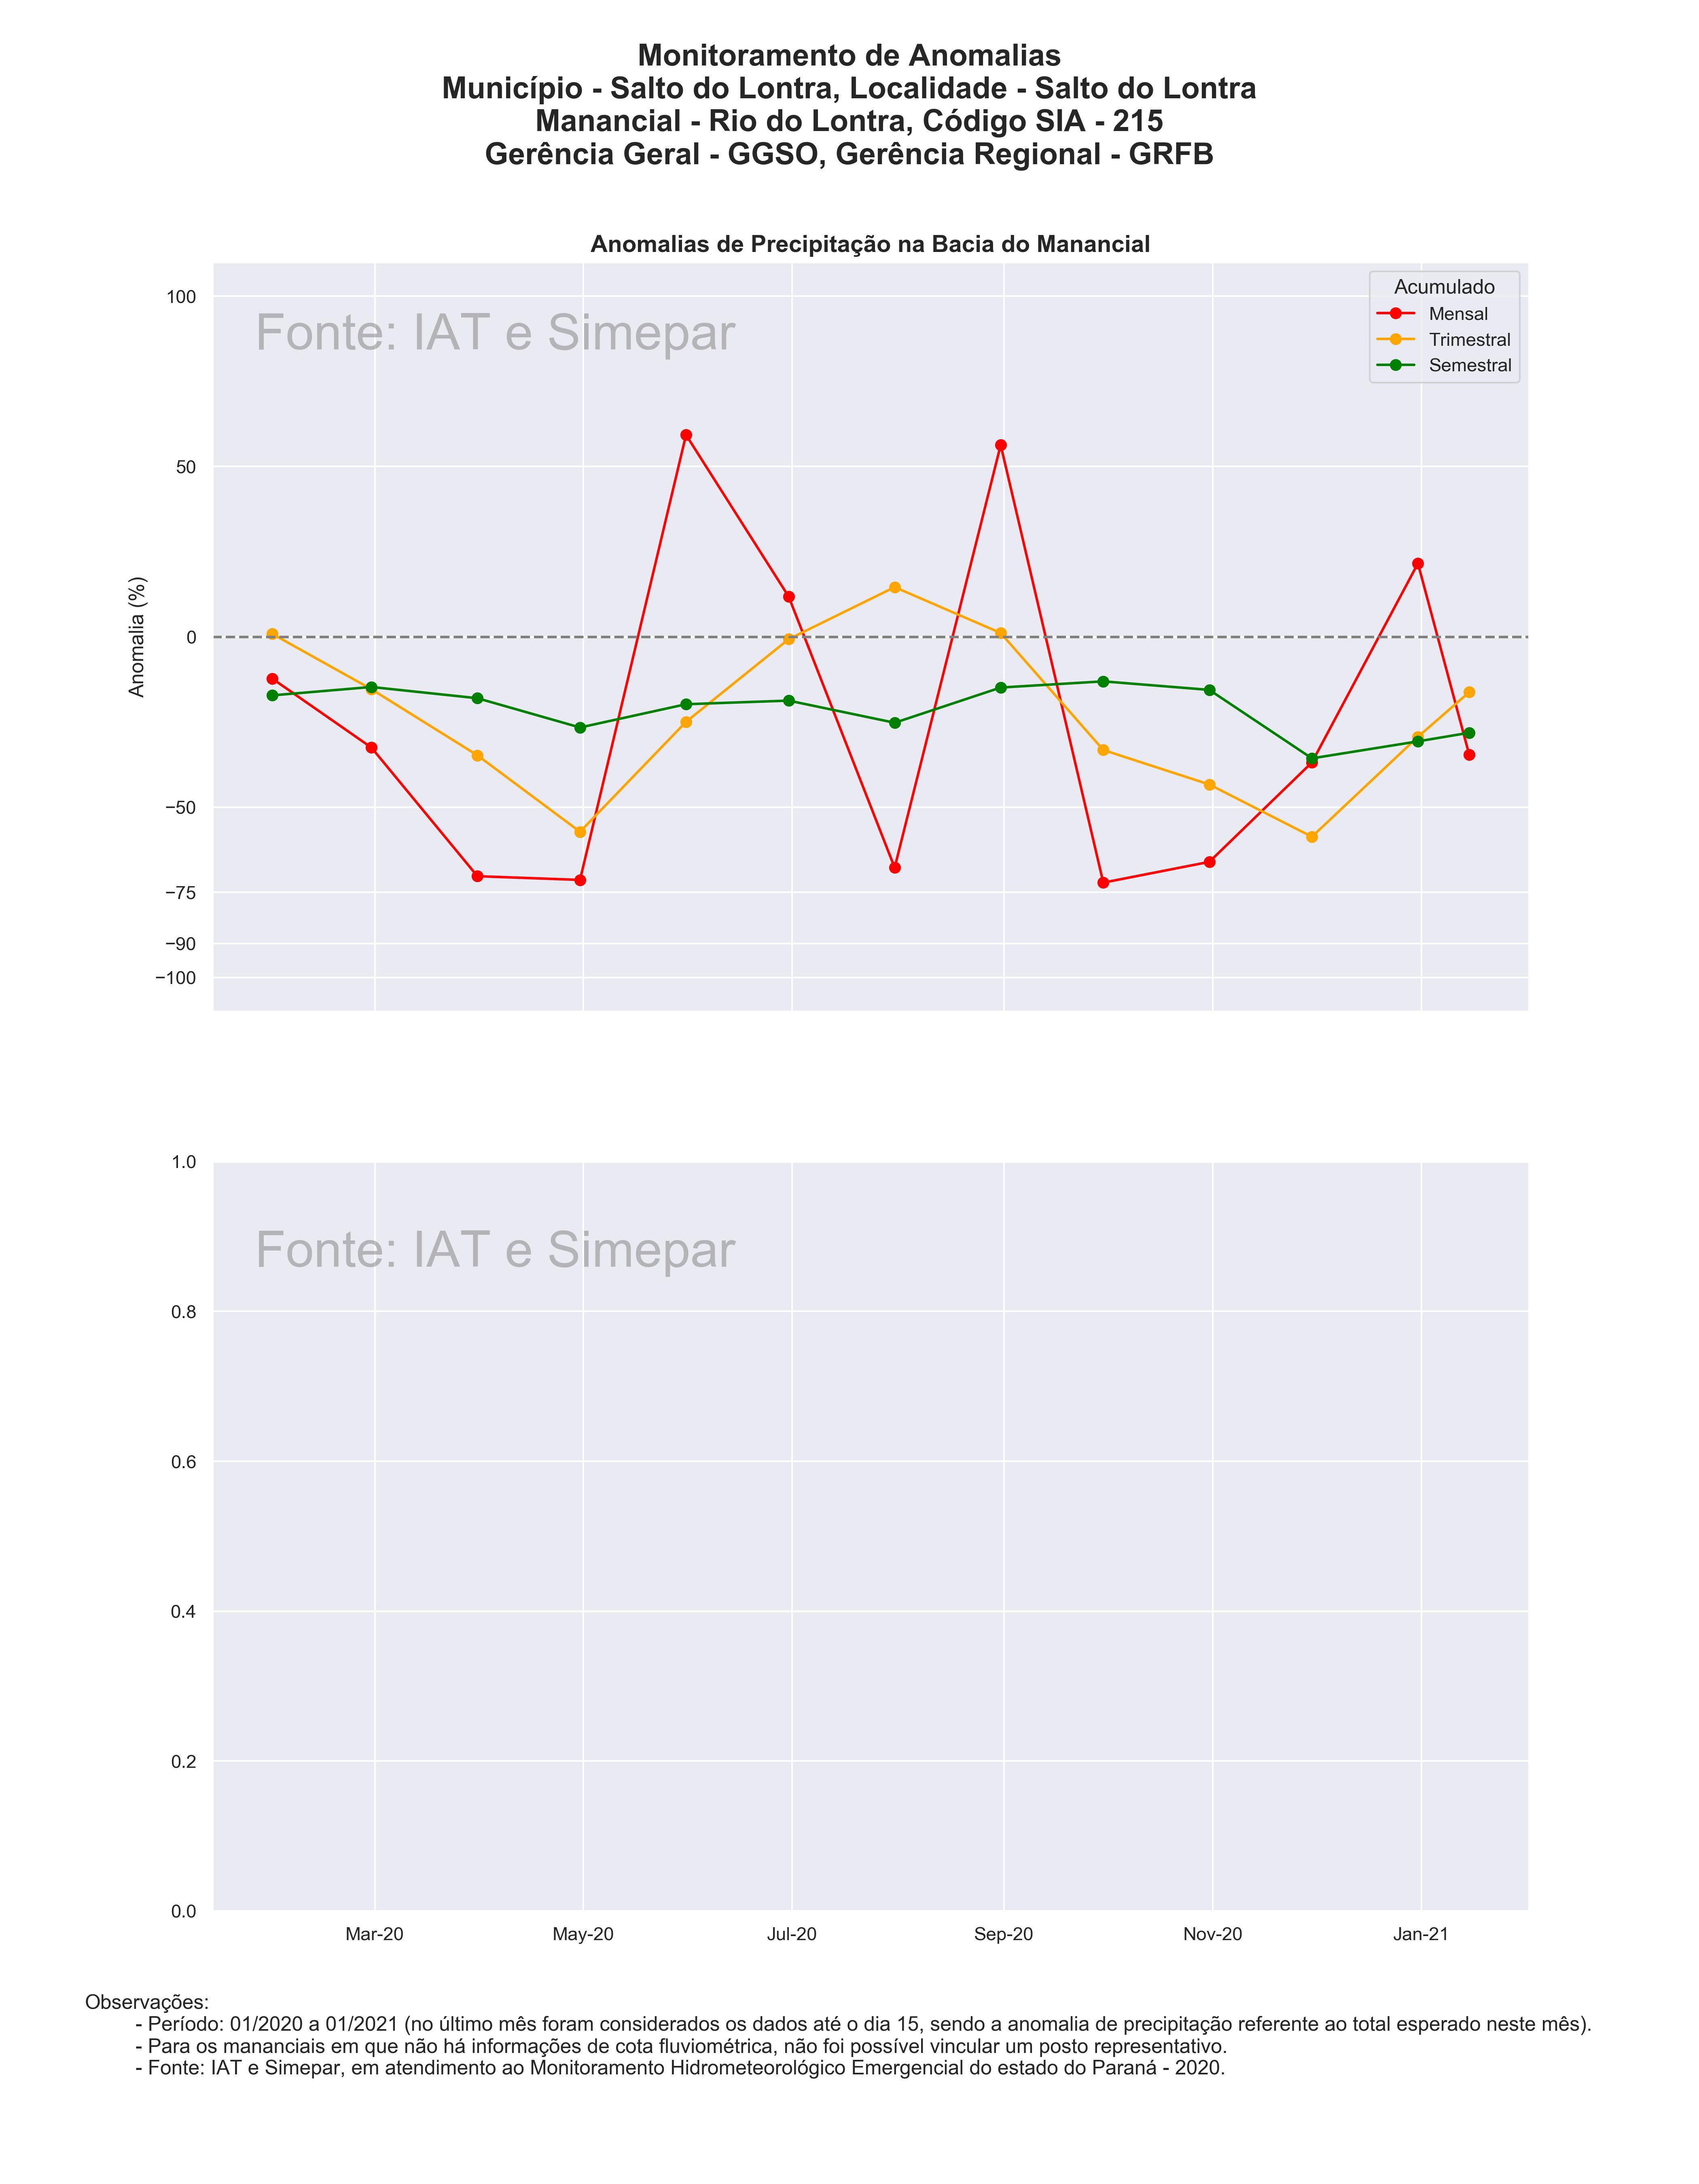 Monitoramento de Anomalias
Município - Salto do Lontra, Localidade - Salto do Lontra
Manancial - Rio do Lontra, Código SIA - 215
Gerência Geral - GGSO, Gerência Regional - GRFB
Anomalias de Precipitação na Bacia do Manancial
Fonte: IAT e Simepar
Acumulado
Mensal
Trimestral
Semestral
Anomalia (%)
100
50
0
−50
−75
−90
−100
Fonte: IAT e Simepar
1.0
0.8
0.6
0.4
0.2
0.0
Mar-20 May-20 Jul-20 Sep-20 Nov-20 Jan-21
Observações:
- Período: 01/2020 a 01/2021 (no último mês foram considerados os dados até o dia 15, sendo a anomalia de precipitação referente ao total esperado neste mês).
- Para os mananciais em que não há informações de cota fluviométrica, não foi possível vincular um posto representativo.
- Fonte: IAT e Simepar, em atendimento ao Monitoramento Hidrometeorológico Emergencial do estado do Paraná - 2020.